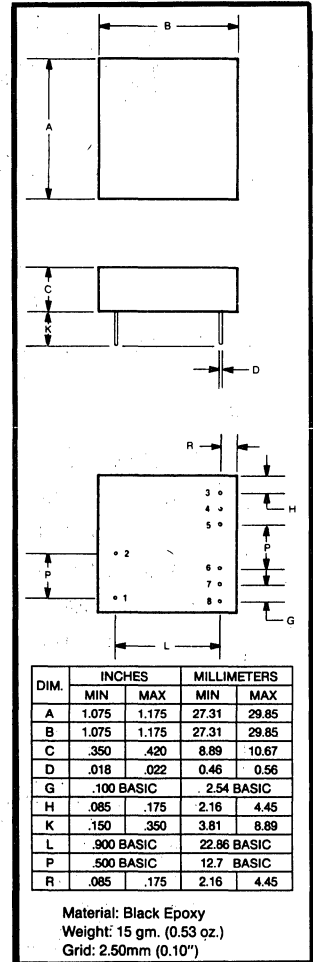 B
A
C
K
D
R
3
H
4
5
P
2
6
P
7
1
8
G
L
DIM. INCHES MILLIMETERS
MIN MAX MIN MAX
A 1.075 1.175 27.31 29.85
B 1.075 1.175 27.31 29.85
C .350 .420 8.89 10.67
D .018 .022 0.46 0.56
G .100 BASIC 2.54 BASIC
H .085 .175 2.16 4.45
K .150 .350 3.81 8.89
L .900 BASIC 22.86 BASIC
P .500 BASIC 12.7 BASIC
R .085 .175 2.16 4.45
Material: Black Epoxy
Weight: 15 gm. (0.53 oz.)
Grid: 2.50mm (0.10")